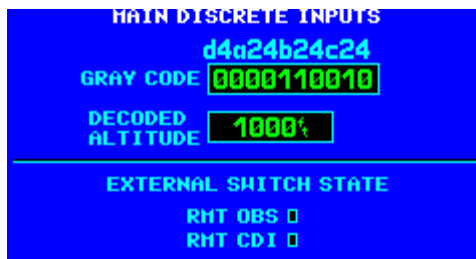 MAIN DISCRETE INPUTS
d4a24b24c24
GRAY CODE 0000110010
DECODED
ALTITUDE 1000ft
EXTERNAL SWITCH STATE
RMT OBS
RMT CDI